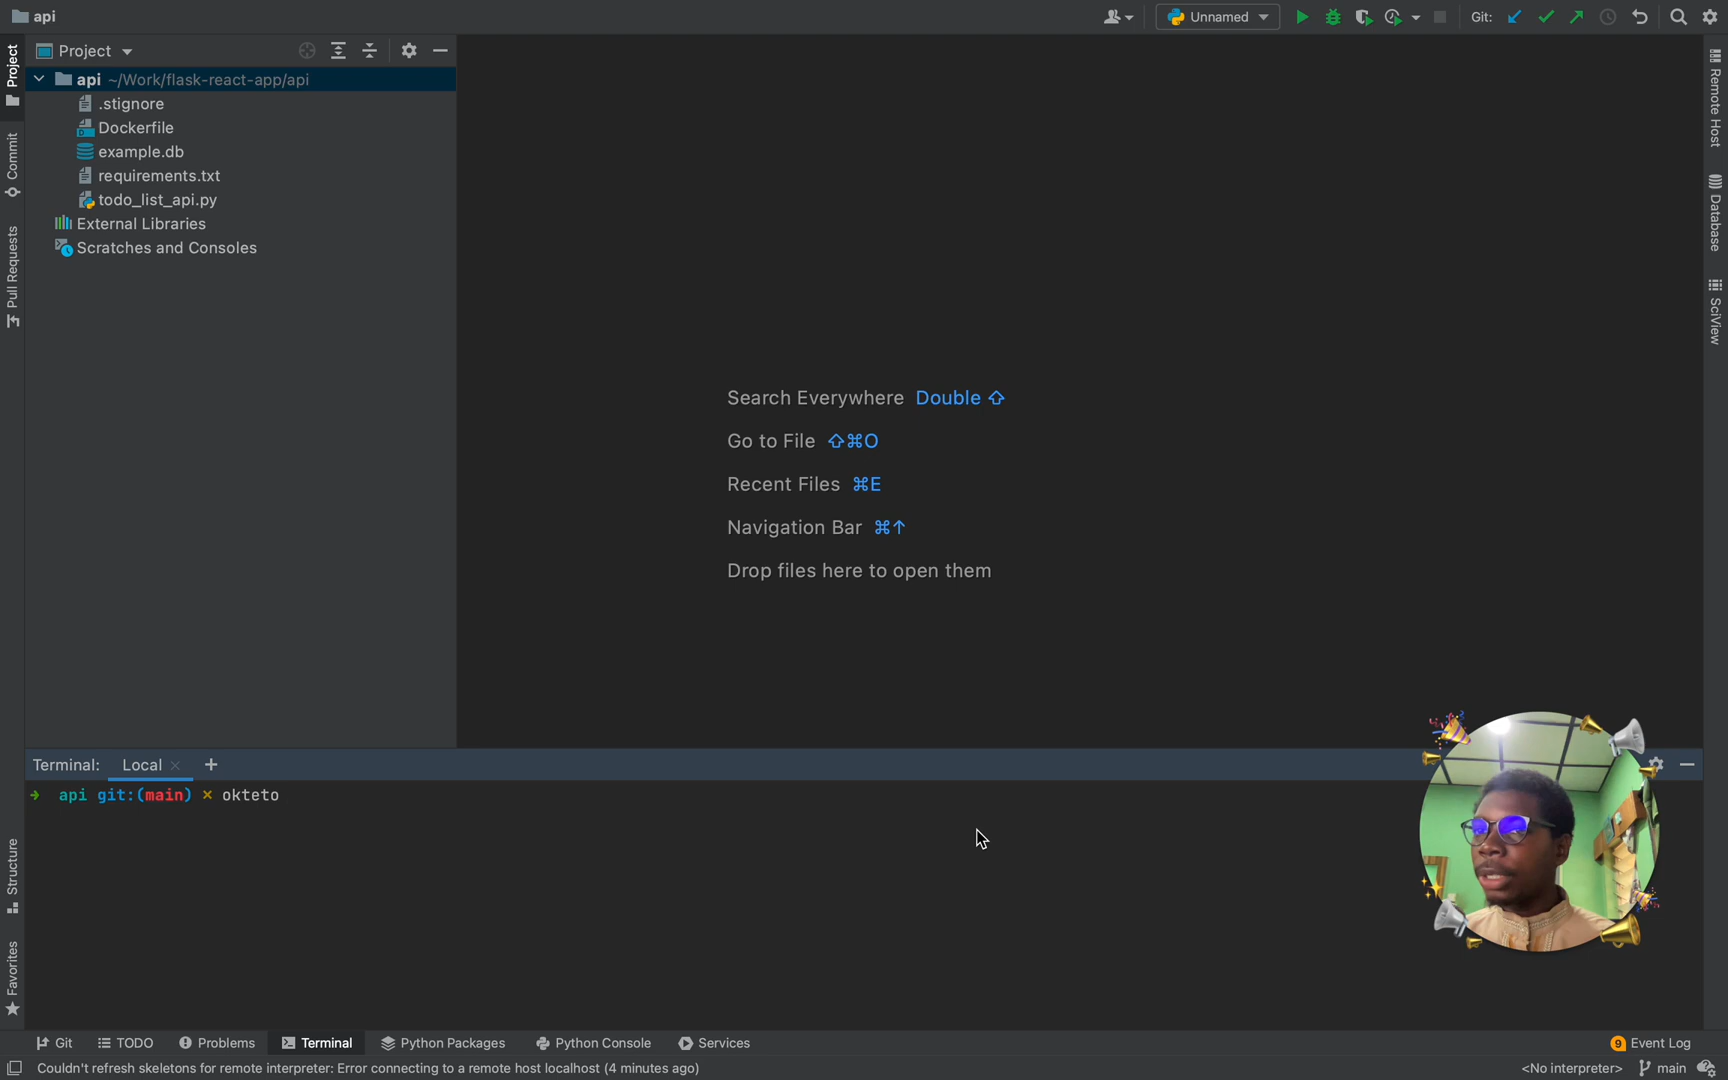 api
Unnamed
Git:
Project
api ~/Work/flask-react-app/api
.stignore
Dockerfile
example.db
requirements.txt
todo_list_api.py
External Libraries
Scratches and Consoles
Project
Commit
Pull Requests
Structure
Favorites
Remote Host
Database
SciView
Search Everywhere Double ⇧
Go to File ⇧⌘O
Recent Files ⌘E
Navigation Bar ⌘↑
Drop files here to open them
Terminal: Local × +
→ api git:(main) × okteto
Git
TODO
Problems
Terminal
Python Packages
Python Console
Services
9 Event Log
Couldn't refresh skeletons for remote interpreter: Error connecting to a remote host localhost (4 minutes ago)
<No interpreter>
main